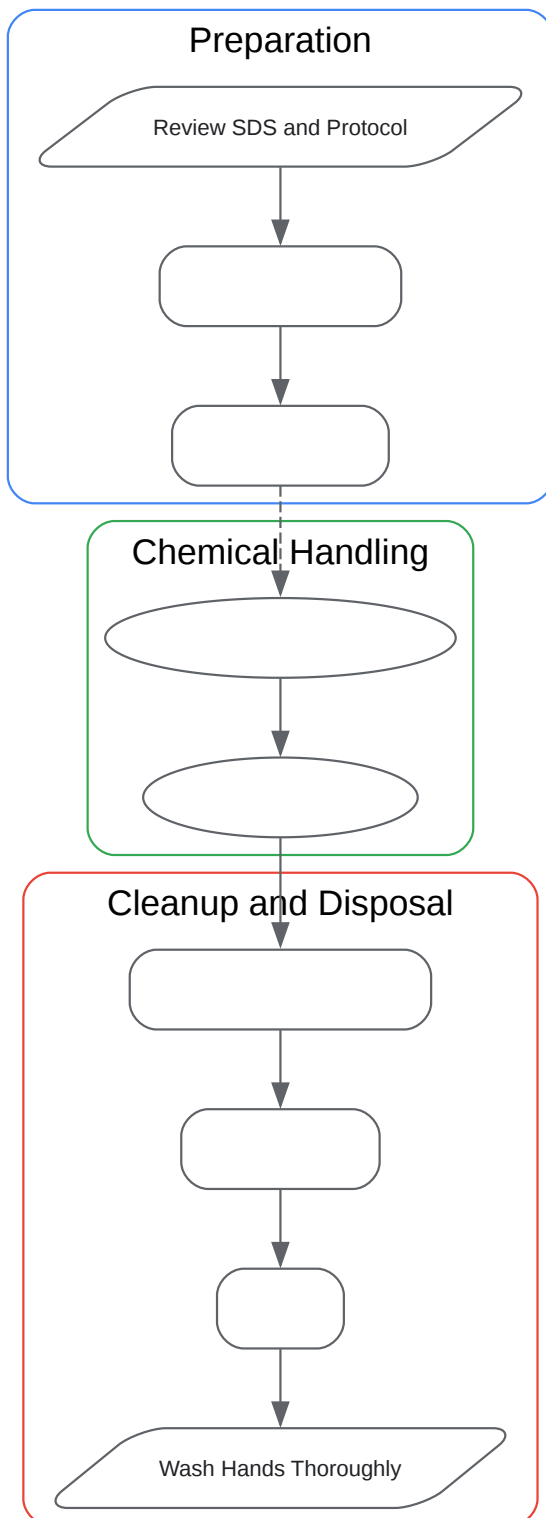 Preparation
Review SDS and Protocol
Chemical Handling
Cleanup and Disposal
Wash Hands Thoroughly